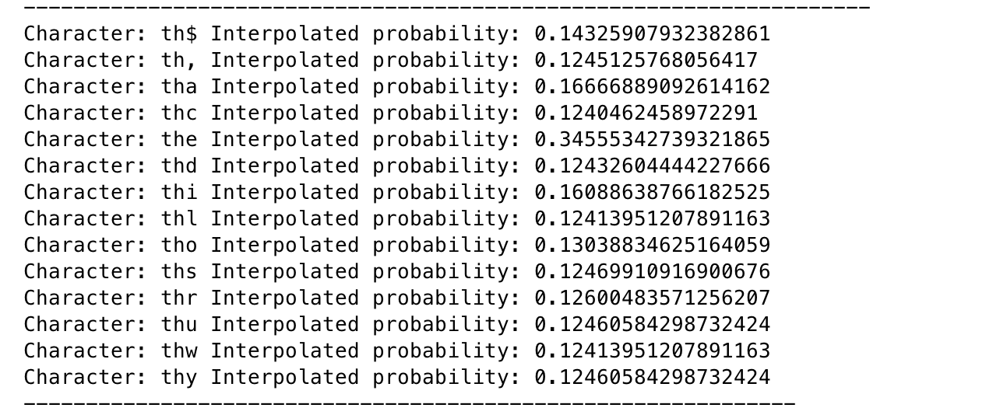 ----------------------------------------------------------------------
Character: th$ Interpolated probability: 0.14325907932382861
Character: th, Interpolated probability: 0.1245125768056417
Character: tha Interpolated probability: 0.16666889092614162
Character: thc Interpolated probability: 0.1240462458972291
Character: the Interpolated probability: 0.34555342739321865
Character: thd Interpolated probability: 0.12432604444227666
Character: thi Interpolated probability: 0.16088638766182525
Character: thl Interpolated probability: 0.12413951207891163
Character: tho Interpolated probability: 0.13038834625164059
Character: ths Interpolated probability: 0.12469910916900676
Character: thr Interpolated probability: 0.12600483571256207
Character: thu Interpolated probability: 0.12460584298732424
Character: thw Interpolated probability: 0.12413951207891163
Character: thy Interpolated probability: 0.12460584298732424
--------------------------------------------------------------